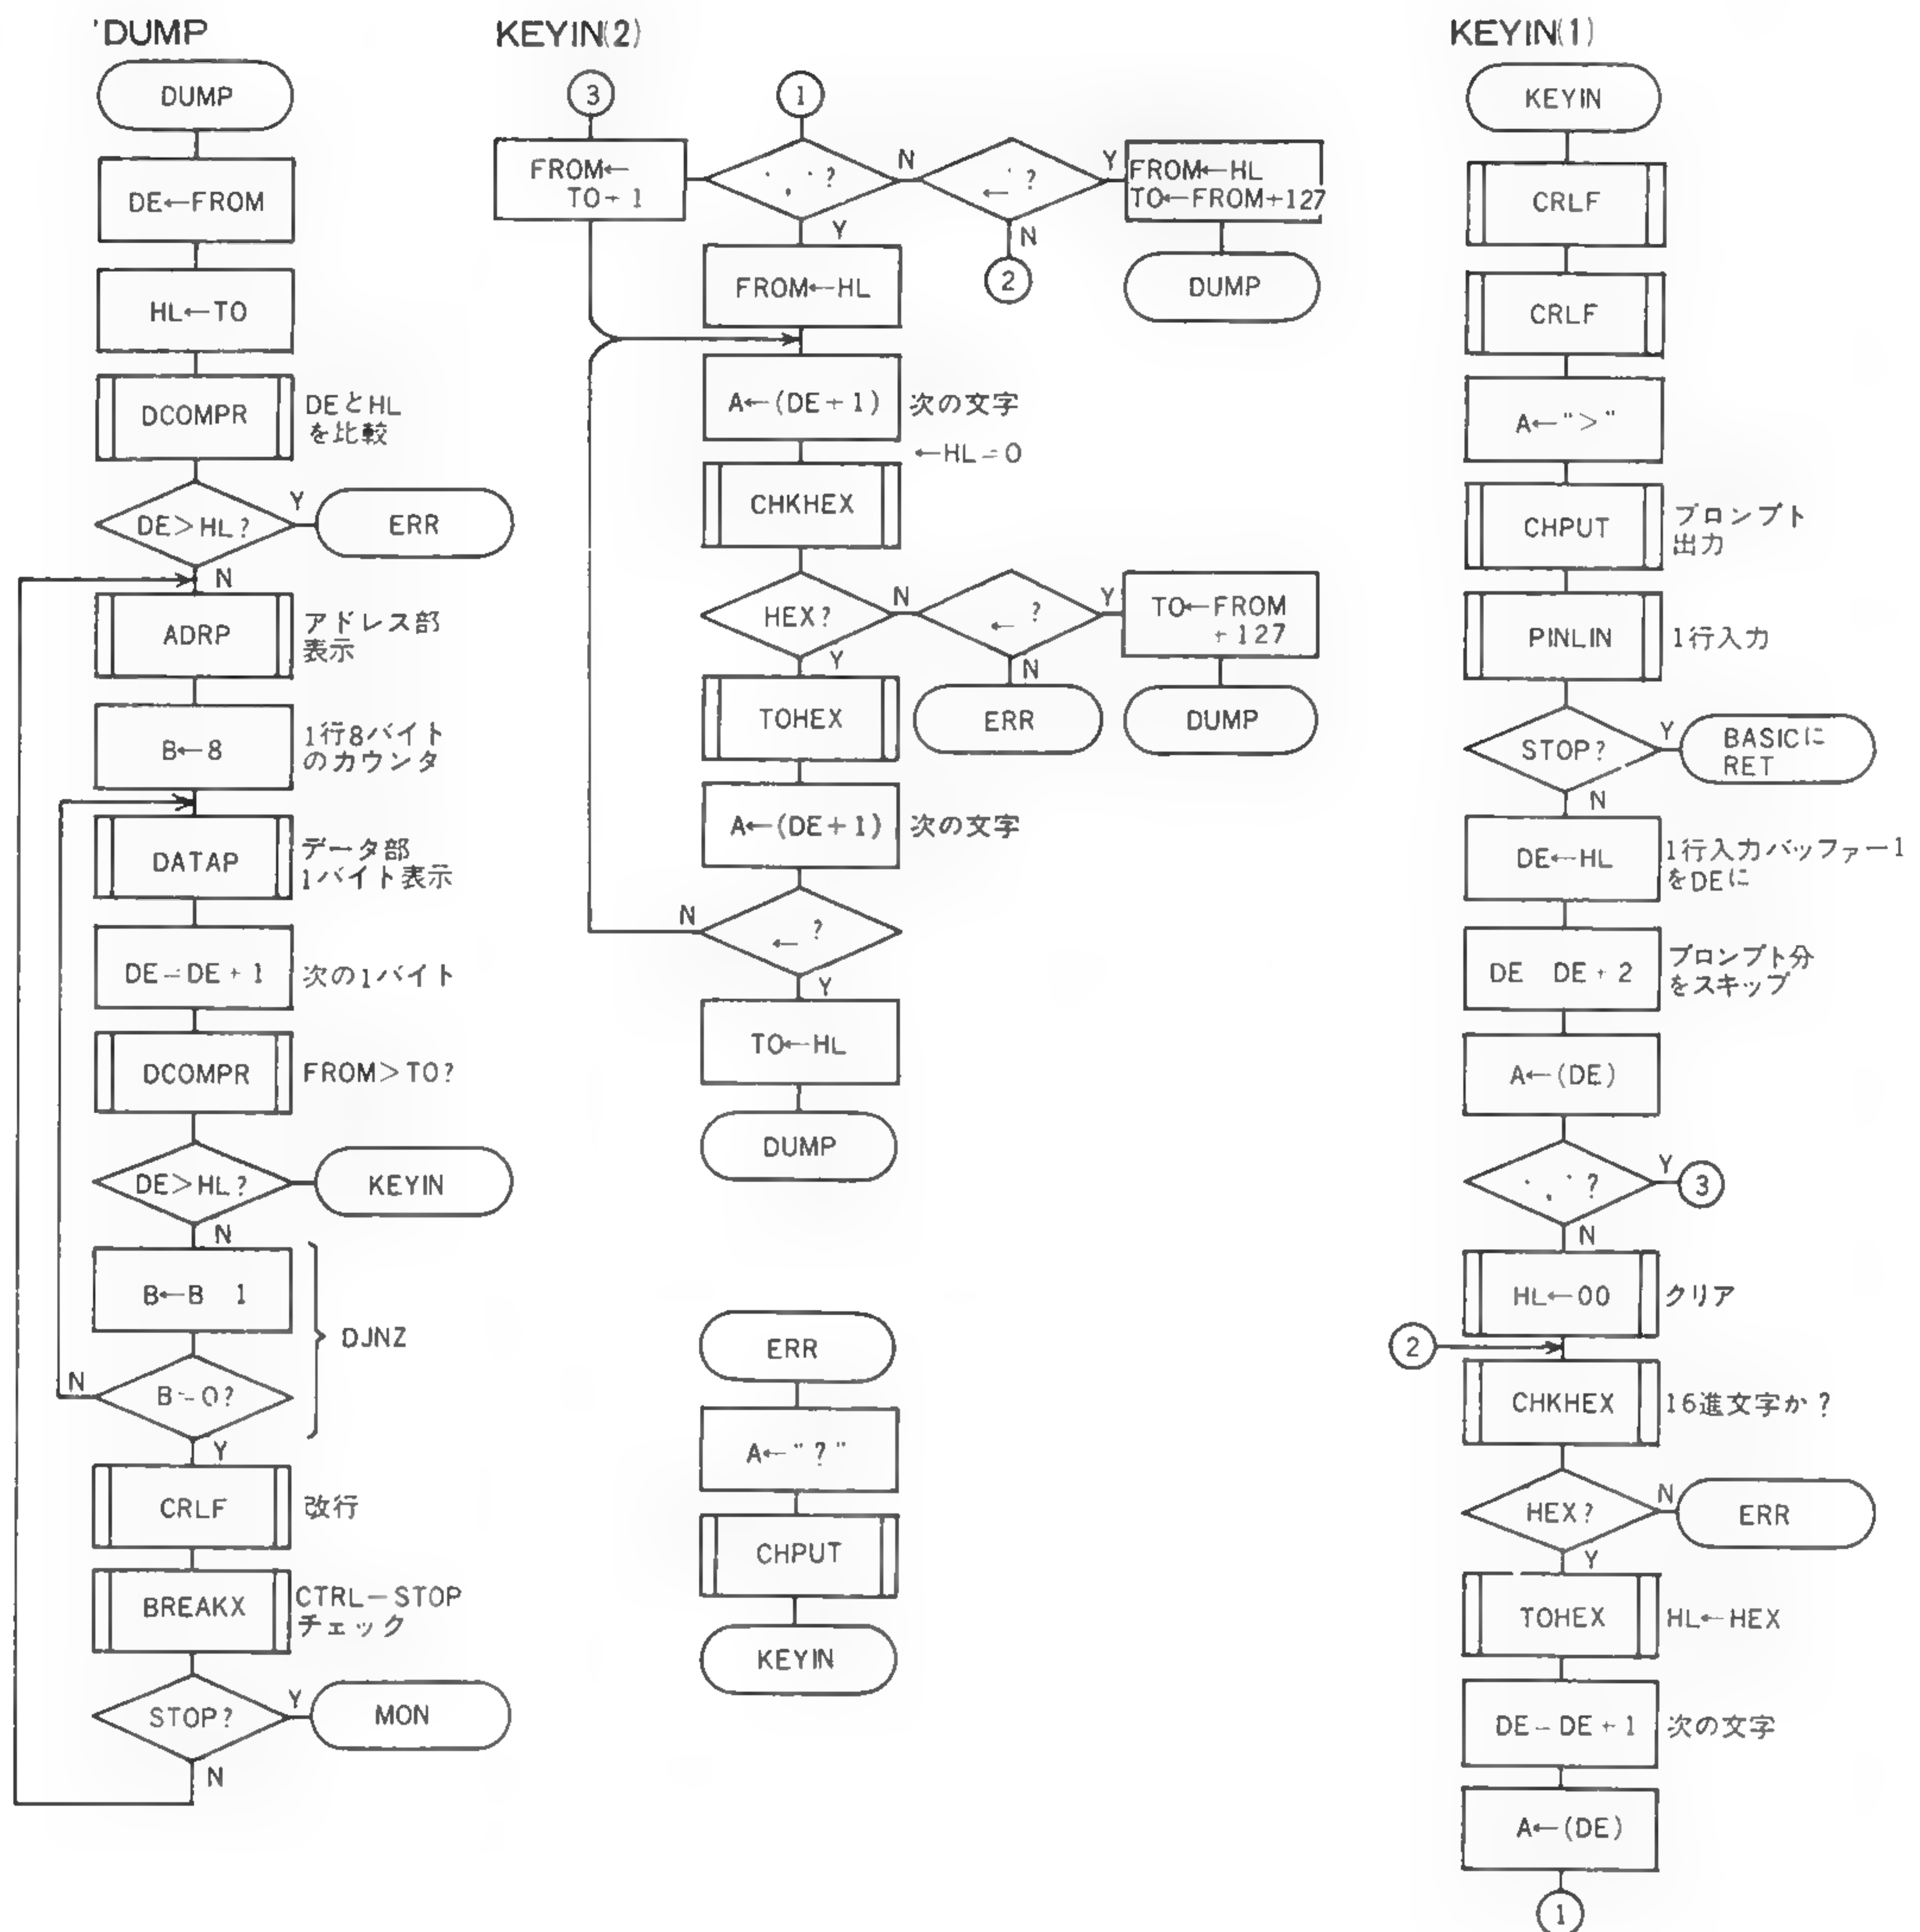 'DUMP
DUMP
DE←FROM
HL←TO
DCOMPR
DEとHL
を比較
DE>HL?
Y
ERR
N
ADRP
アドレス部
表示
B←8
1行8バイト
のカウンタ
DATAP
データ部
1バイト表示
DE=DE+1
次の1バイト
DCOMPR
FROM>TO?
DE>HL?
KEYIN
N
B←B 1
DJNZ
B=0?
N
Y
CRLF
改行
BREAKX
CTRL-STOP
チェック
STOP?
Y
MON
N
KEYIN(2)
3
1
FROM←
TO+1
','?
N
←'?
Y
FROM←HL
TO←FROM+127
Y
N
2
DUMP
FROM←HL
A←(DE+1)
次の文字
←HL=0
CHKHEX
HEX?
N
← ?
Y
TO←FROM
+127
Y
N
TOHEX
ERR
DUMP
A←(DE+1)
次の文字
N
← ?
Y
TO←HL
DUMP
ERR
A←"?"
CHPUT
KEYIN
KEYIN(1)
KEYIN
CRLF
CRLF
A←">"
CHPUT
プロンプト
出力
PINLIN
1行入力
STOP?
Y
BASICに
RET
N
DE←HL
1行入力バッファー1
をDEに
DE DE+2
プロンプト分
をスキップ
A←(DE)
','?
Y
3
N
HL←00
クリア
2
CHKHEX
16進文字か?
HEX?
N
ERR
Y
TOHEX
HL←HEX
DE=DE+1
次の文字
A←(DE)
1